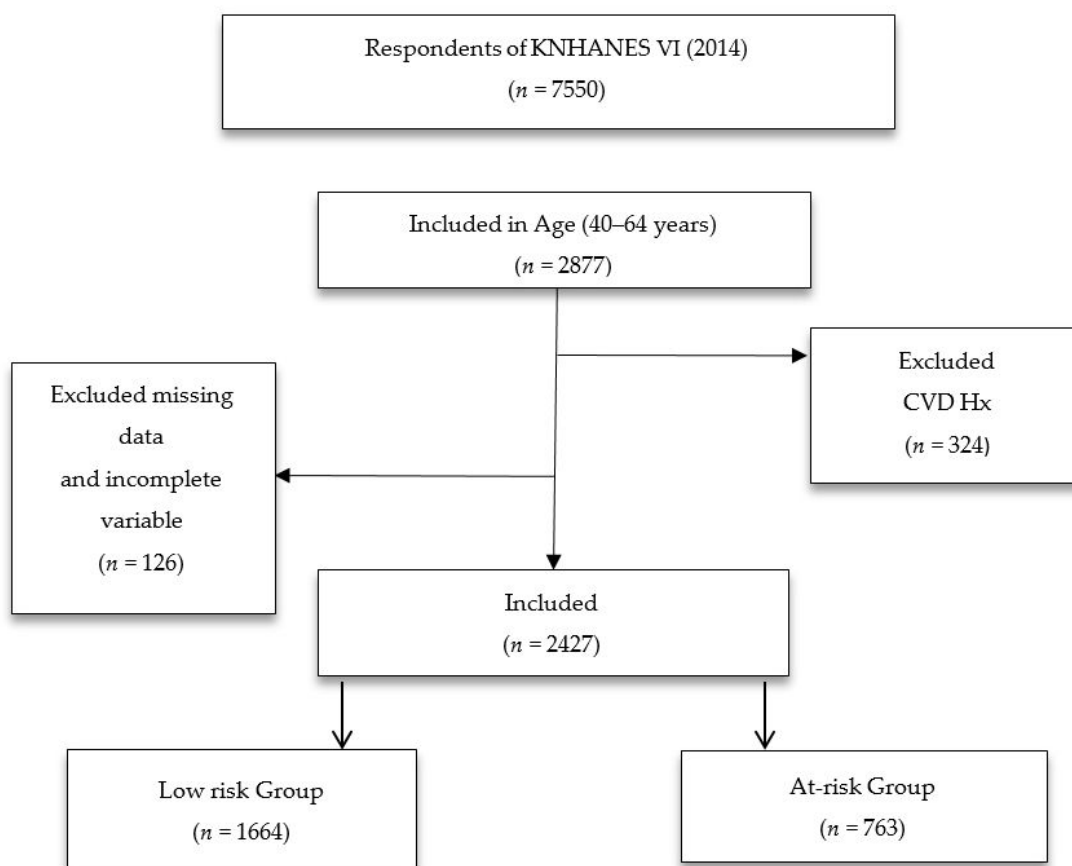 Respondents of KNHANES VI (2014)
(n = 7550)
Included in Age (40–64 years)
(n = 2877)
Excluded
CVD Hx
(n = 324)
Excluded missing
data
and incomplete
variable
(n = 126)
Included
(n = 2427)
Low risk Group
(n = 1664)
At-risk Group
(n = 763)